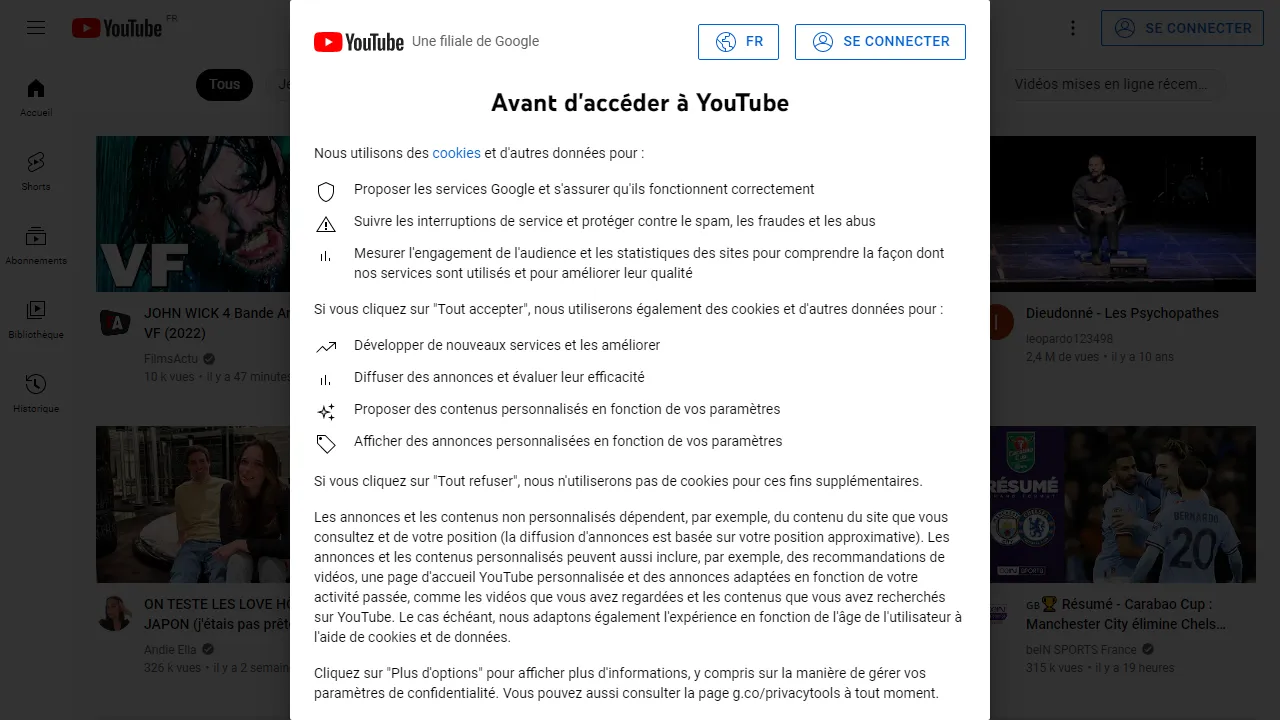 YouTube FR
SE CONNECTER
Accueil
Shorts
Abonnements
Bibliothèque
Historique
Tous
Vidéos mises en ligne récem...
YouTube Une filiale de Google
FR
SE CONNECTER
Avant d'accéder à YouTube
Nous utilisons des cookies et d'autres données pour :
Proposer les services Google et s'assurer qu'ils fonctionnent correctement
Suivre les interruptions de service et protéger contre le spam, les fraudes et les abus
Mesurer l'engagement de l'audience et les statistiques des sites pour comprendre la façon dont
nos services sont utilisés et pour améliorer leur qualité
Si vous cliquez sur "Tout accepter", nous utiliserons également des cookies et d'autres données pour :
Développer de nouveaux services et les améliorer
Diffuser des annonces et évaluer leur efficacité
Proposer des contenus personnalisés en fonction de vos paramètres
Afficher des annonces personnalisées en fonction de vos paramètres
Si vous cliquez sur "Tout refuser", nous n'utiliserons pas de cookies pour ces fins supplémentaires.
Les annonces et les contenus non personnalisés dépendent, par exemple, du contenu du site que vous
consultez et de votre position (la diffusion d'annonces est basée sur votre position approximative). Les
annonces et les contenus personnalisés peuvent aussi inclure, par exemple, des recommandations de
vidéos, une page d'accueil YouTube personnalisée et des annonces adaptées en fonction de votre
activité passée, comme les vidéos que vous avez regardées et les contenus que vous avez recherchés
sur YouTube. Le cas échéant, nous adaptons également l'expérience en fonction de l'âge de l'utilisateur à
l'aide de cookies et de données.
Cliquez sur "Plus d'options" pour afficher plus d'informations, y compris sur la manière de gérer vos
paramètres de confidentialité. Vous pouvez aussi consulter la page g.co/privacytools à tout moment.
VF
JOHN WICK 4 Bande
VF (2022)
FilmsActu
10 k vues • il y a 47 minutes
Dieudonné - Les Psychopathes
leopardo123498
2,4 M de vues • il y a 10 ans
ON TESTE LES LOVE
JAPON (j'étais pas
Andie Ella
326 k vues • il y a 2
RÉSUMÉ
BERNARDO
20
beIN SPORTS
GB🏆 Résumé - Carabao Cup :
Manchester City élimine Chels...
beIN SPORTS France
315 k vues • il y a 19 heures